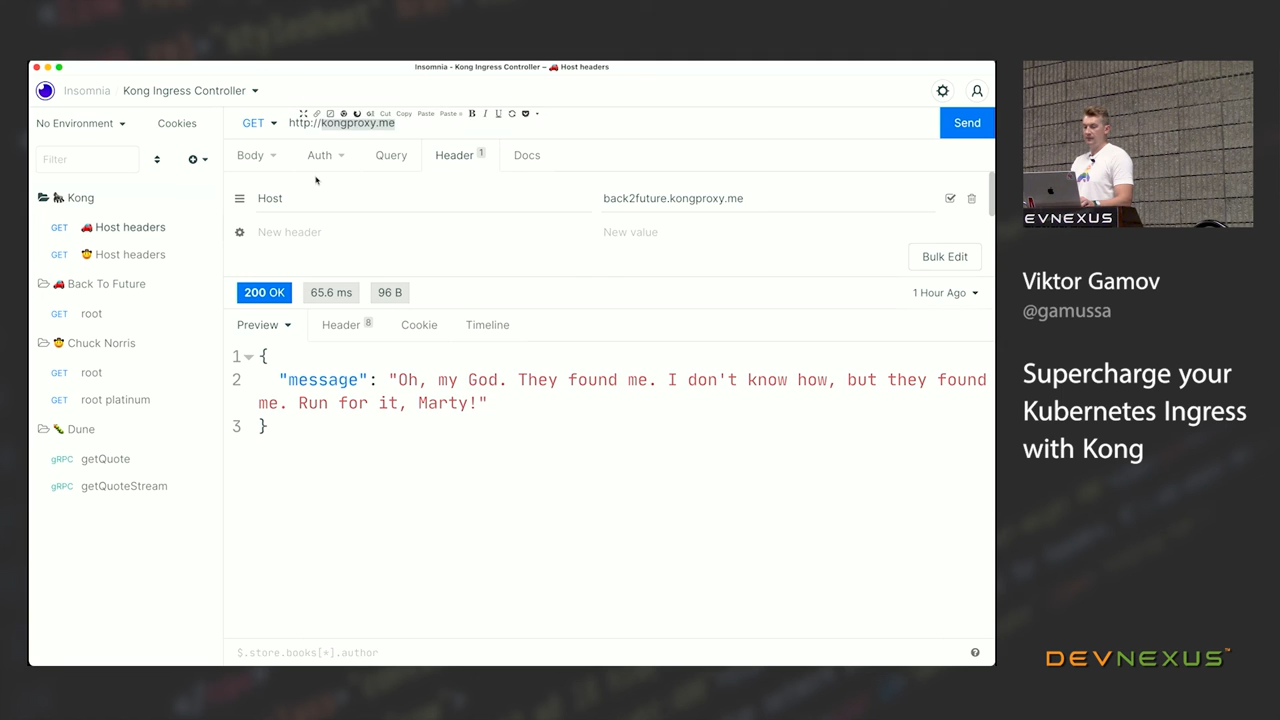 Insomnia - Kong Ingress Controller – 🚗 Host headers
Insomnia / Kong Ingress Controller
No Environment
Cookies
GET http://kongproxy.me
Cut Copy Paste Paste B I U
Send
Filter
Body
Auth
Query
Header 1
Docs
Kong
GET 🚗 Host headers
GET 🤠 Host headers
🚗 Back To Future
GET root
🤠 Chuck Norris
GET root
GET root platinum
🐛 Dune
gRPC getQuote
gRPC getQuoteStream
Host
back2future.kongproxy.me
New header
New value
Bulk Edit
200 OK
65.6 ms
96 B
1 Hour Ago
Preview
Header 8
Cookie
Timeline
1 {
2 "message": "Oh, my God. They found me. I don't know how, but they found
me. Run for it, Marty!"
3 }
$.store.books[*].author
EVNEXUS
Viktor Gamov
@gamussa
Supercharge your
Kubernetes Ingress
with Kong
DEVNEXUS™